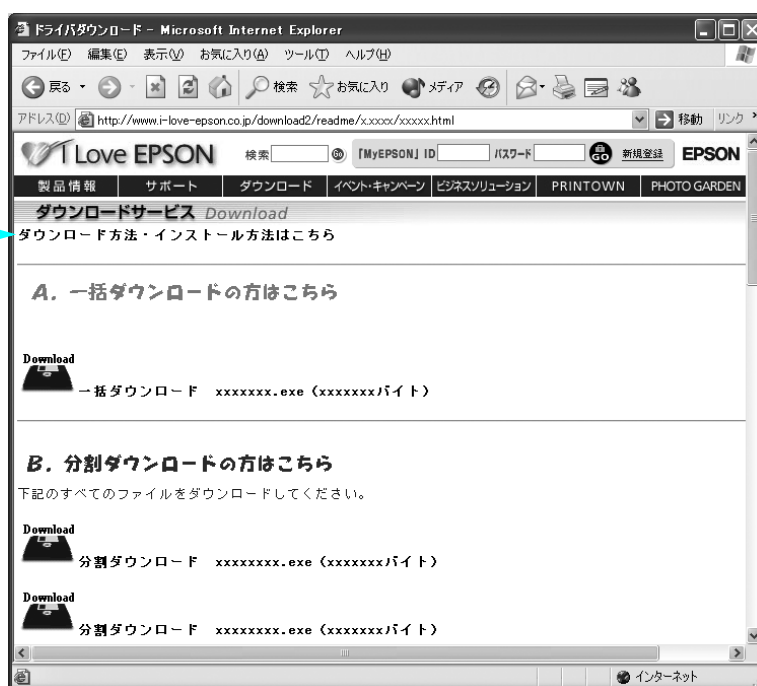 ドライバダウンロード - Microsoft Internet Explorer
ファイル(F) 編集(E) 表示(V) お気に入り(A) ツール(T) ヘルプ(H)
戻る 検索 お気に入り メディア
アドレス(D) http://www.i-love-epson.co.jp/download2/readme/x.xxxx/xxxxx.html 移動 リンク
I Love EPSON 検索 GO 「MyEPSON」 ID パスワード GO 新規登録 EPSON
製品情報 サポート ダウンロード イベント・キャンペーン ビジネスソリューション PRINTOWN PHOTO GARDEN
ダウンロードサービス Download
ダウンロード方法・インストール方法はこちら
A. 一括ダウンロードの方はこちら
Download
一括ダウンロード xxxxxxx.exe (xxxxxxxバイト)
B. 分割ダウンロードの方はこちら
下記のすべてのファイルをダウンロードしてください。
Download
分割ダウンロード xxxxxxxx.exe (xxxxxxxバイト)
Download
分割ダウンロード xxxxxxxx.exe (xxxxxxxバイト)
インターネット